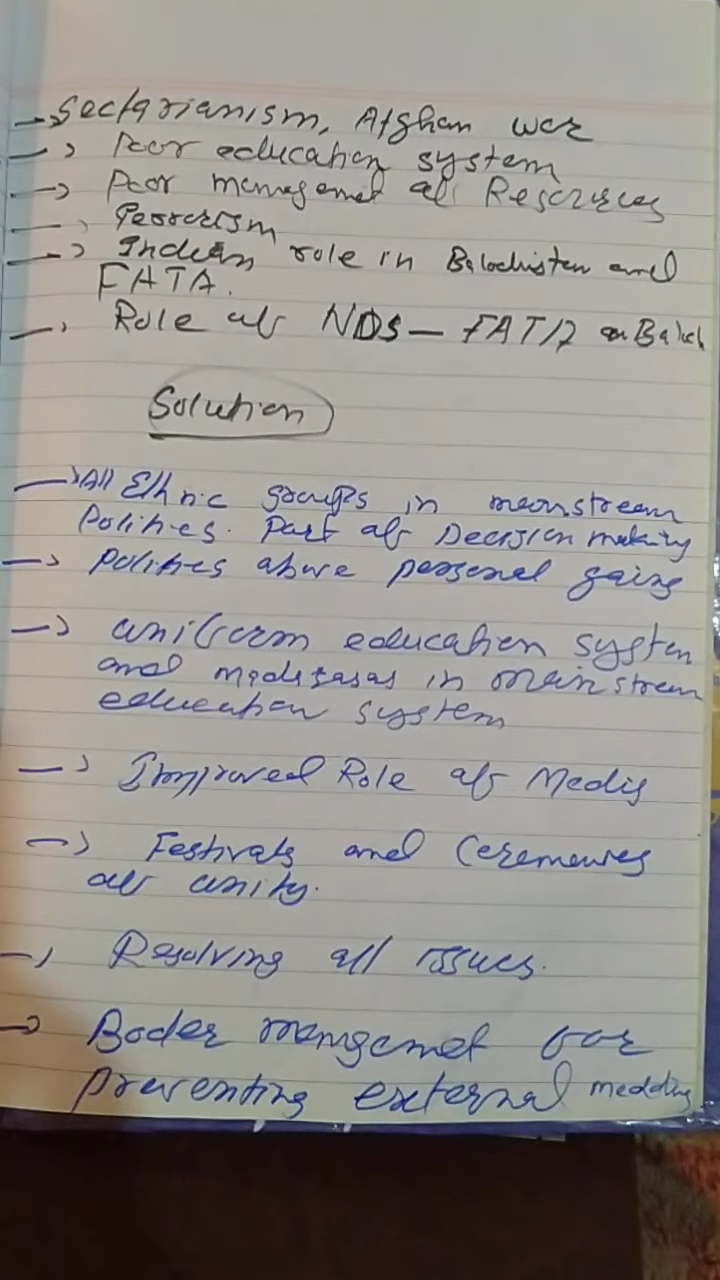 → Sectarianism, Afghan war
→ Poor education system
→ Poor managemet of Resources
→ Terrorism
→ Indian role in Balochistan and
FATA.
→ Role of NDS — FATA Baloch
Solution
→ All Ethnic groups in mainstream
Politics. Part of Decision making
→ Politics above personal gains
→ uniform education system
and madrasas in mainstream
education system
→ Improved Role of Media
→ Festivals and Ceremonies
of unity.
→ Resolving all issues.
→ Boder mangemet for
preventing external meddling